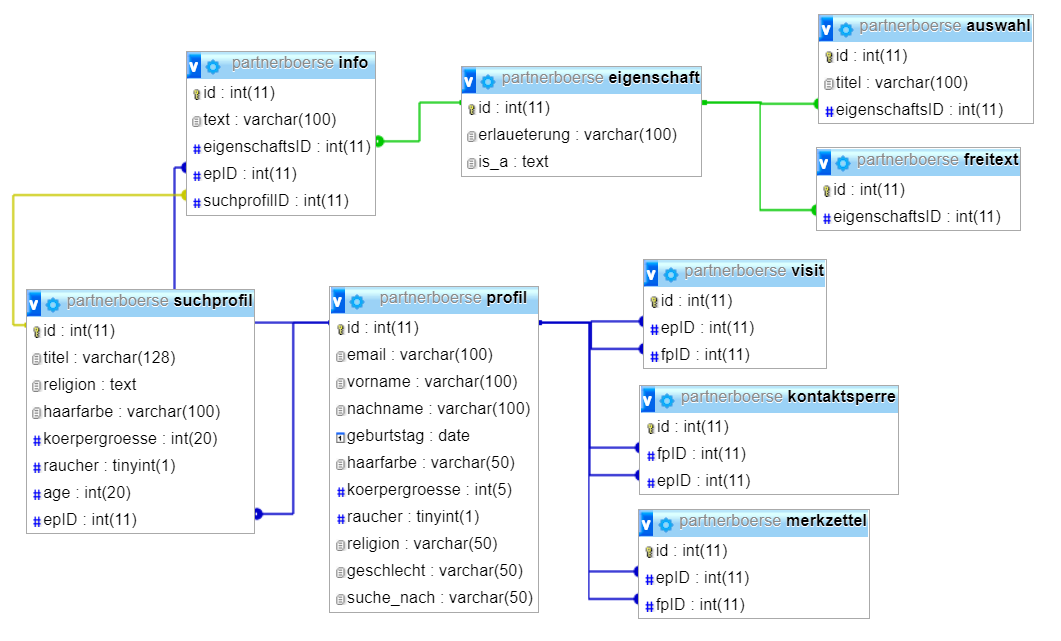 partnerboerse info
id : int(11)
text : varchar(100)
eigenschaftsID : int(11)
epID : int(11)
suchprofilID : int(11)
partnerboerse eigenschaft
id : int(11)
erlaueterung : varchar(100)
is_a : text
partnerboerse auswahl
id : int(11)
titel : varchar(100)
eigenschaftsID : int(11)
partnerboerse freitext
id : int(11)
eigenschaftsID : int(11)
partnerboerse suchprofil
id : int(11)
titel : varchar(128)
religion : text
haarfarbe : varchar(100)
koerpergroesse : int(20)
raucher : tinyint(1)
age : int(20)
epID : int(11)
partnerboerse profil
id : int(11)
email : varchar(100)
vorname : varchar(100)
nachname : varchar(100)
geburtstag : date
haarfarbe : varchar(50)
koerpergroesse : int(5)
raucher : tinyint(1)
religion : varchar(50)
geschlecht : varchar(50)
suche_nach : varchar(50)
partnerboerse visit
id : int(11)
epID : int(11)
fpID : int(11)
partnerboerse kontaktsperre
id : int(11)
fpID : int(11)
epID : int(11)
partnerboerse merkzettel
id : int(11)
epID : int(11)
fpID : int(11)